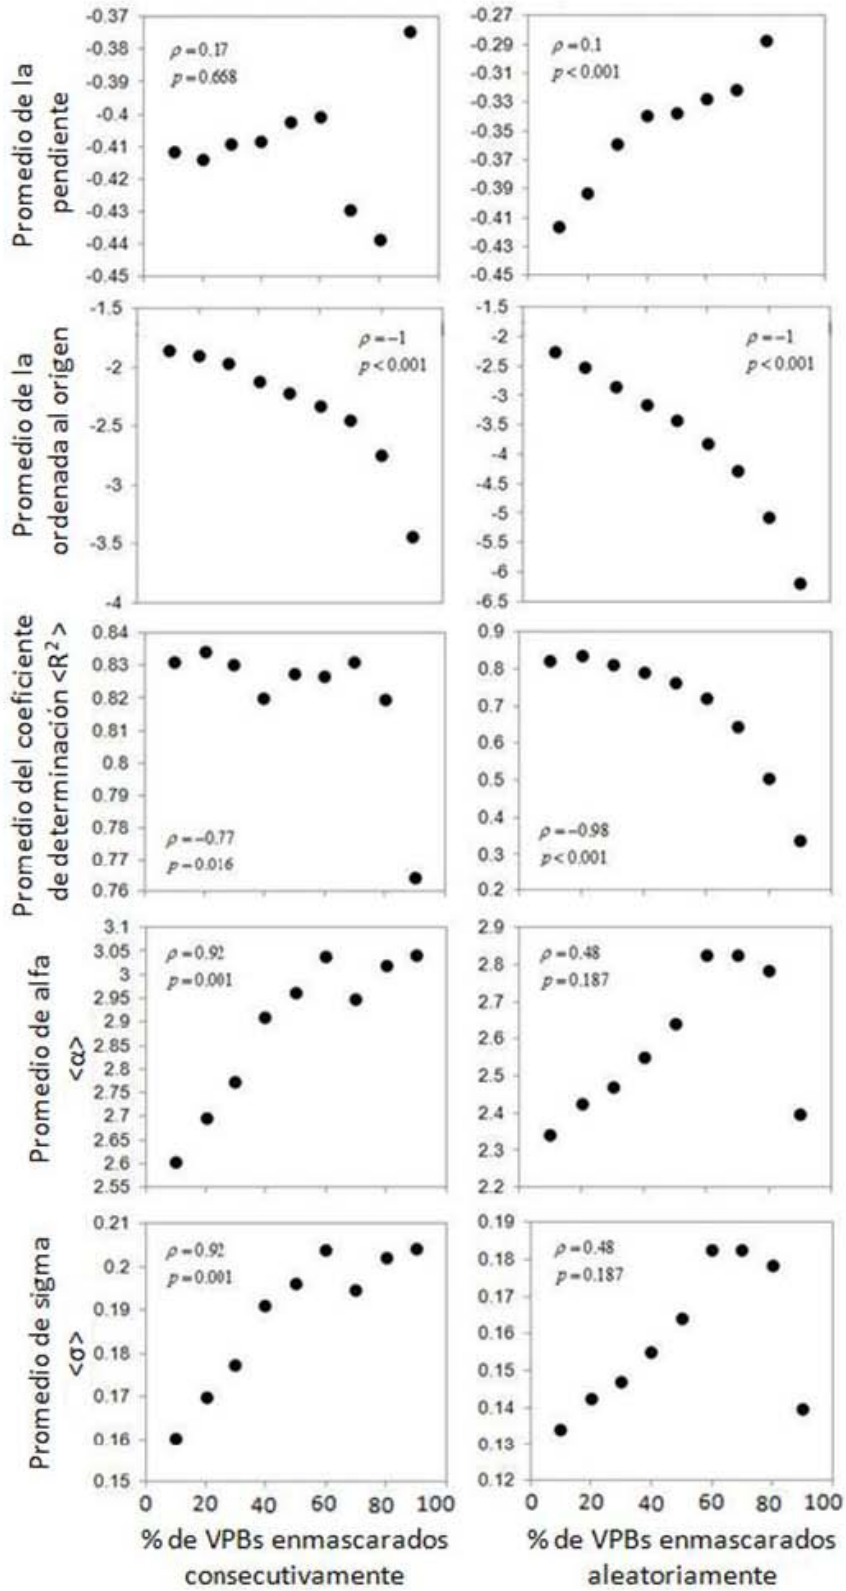 Promedio de la
pendiente
-0.37
-0.38
-0.39
-0.4
-0.41
-0.42
-0.43
-0.44
-0.45
ρ=0.17
p=0.668
-0.27
-0.29
-0.31
-0.33
-0.35
-0.37
-0.39
-0.41
-0.43
-0.45
ρ=0.1
p<0.001
Promedio de la
ordenada al origen
-1.5
-2
-2.5
-3
-3.5
-4
ρ=-1
p<0.001
-1.5
-2
-2.5
-3
-3.5
-4
-4.5
-5
-5.5
-6
-6.5
ρ=-1
p<0.001
Promedio del coeficiente
de determinación <R²>
0.84
0.83
0.82
0.81
0.8
0.79
0.78
0.77
0.76
ρ=-0.77
p=0.016
0.9
0.8
0.7
0.6
0.5
0.4
0.3
0.2
ρ=-0.98
p<0.001
Promedio de alfa
<α>
3.1
3.05
3
2.95
2.9
2.85
2.8
2.75
2.7
2.65
2.6
2.55
ρ=0.92
p=0.001
2.9
2.8
2.7
2.6
2.5
2.4
2.3
2.2
ρ=0.48
p=0.187
Promedio de sigma
<σ>
0.21
0.2
0.19
0.18
0.17
0.16
0.15
ρ=0.92
p=0.001
0.19
0.18
0.17
0.16
0.15
0.14
0.13
0.12
ρ=0.48
p=0.187
0 20 40 60 80 100
0 20 40 60 80 100
% de VPBs enmascarados
consecutivamente
% de VPBs enmascarados
aleatoriamente